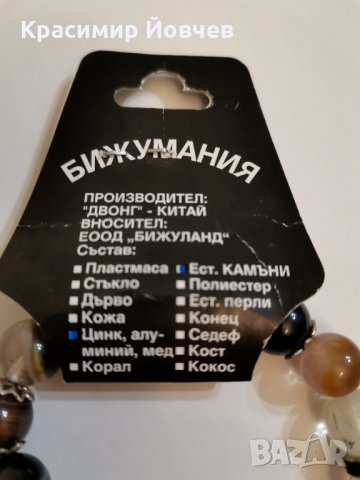 Красимир Йовчев
БИЖУМАНИЯ
ПРОИЗВОДИТЕЛ:
"ДВОНГ" - КИТАЙ
ВНОСИТЕЛ:
ЕООД „БИЖУЛАНД"
Състав:
Пластмаса Ест. КАМЪНИ
Стъкло Полиестер
Дърво Ест. перли
Кожа Конец
Цинк, алу- Седеф
миний, мед Кост
Корал Кокос
bazar